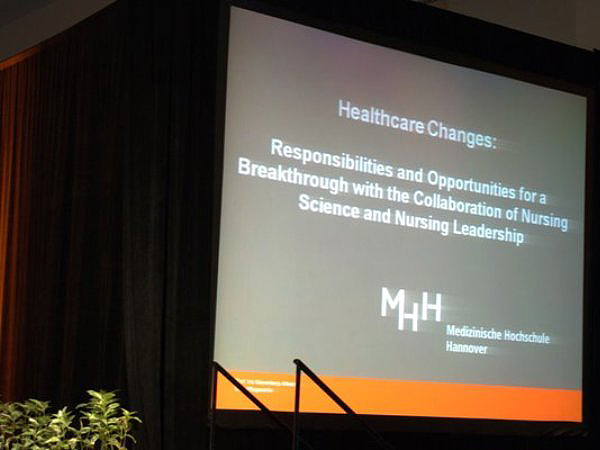 Healthcare Changes:
Responsibilities and Opportunities for a
Breakthrough with the Collaboration of Nursing
Science and Nursing Leadership
MHH
Medizinische Hochschule
Hannover